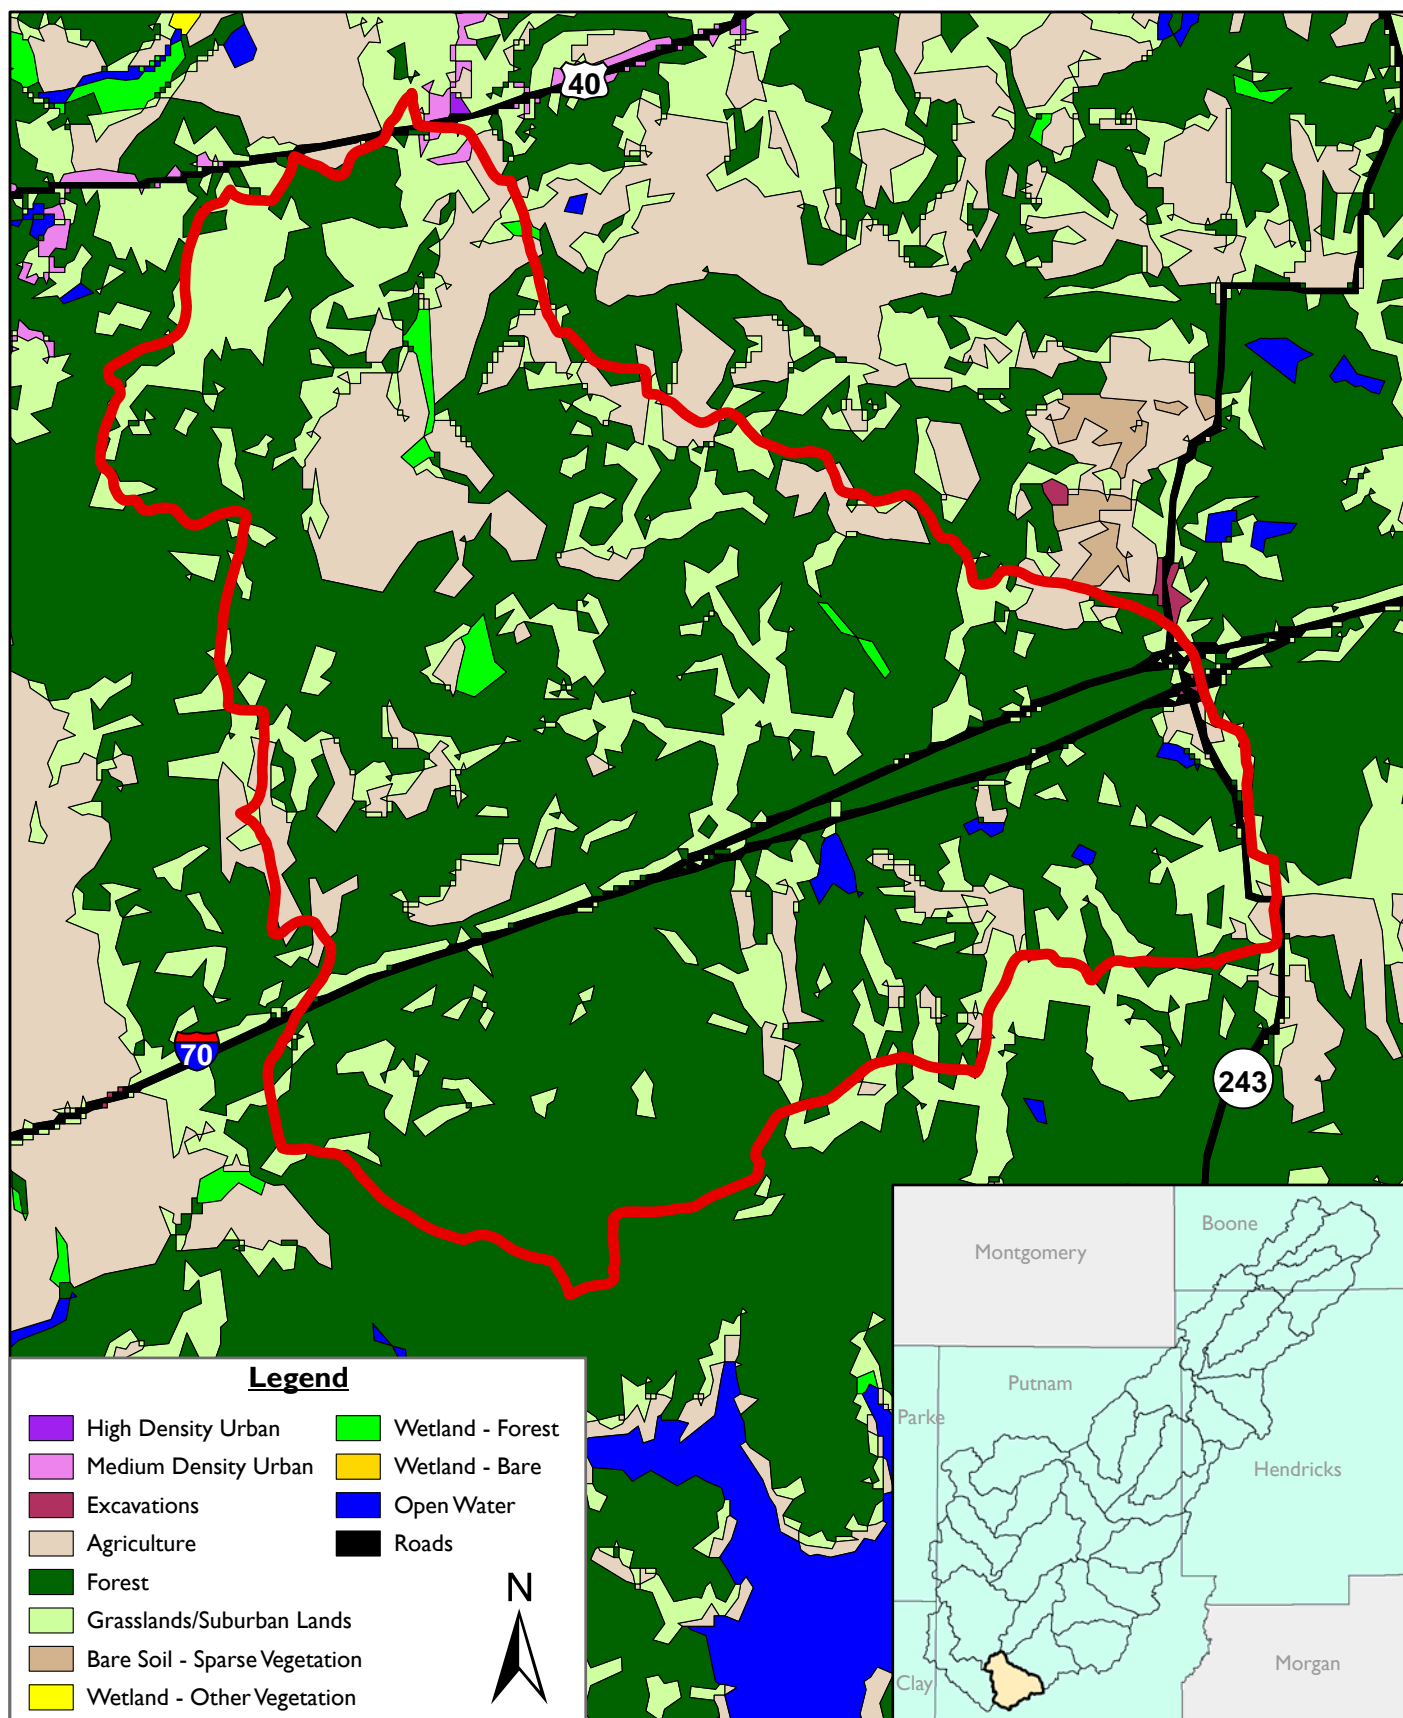 40
70
243
Legend
High Density Urban
Medium Density Urban
Excavations
Agriculture
Forest
Grasslands/Suburban Lands
Bare Soil - Sparse Vegetation
Wetland - Other Vegetation
Wetland - Forest
Wetland - Bare
Open Water
Roads
N
Boone
Montgomery
Putnam
Parke
Hendricks
Morgan
Clay